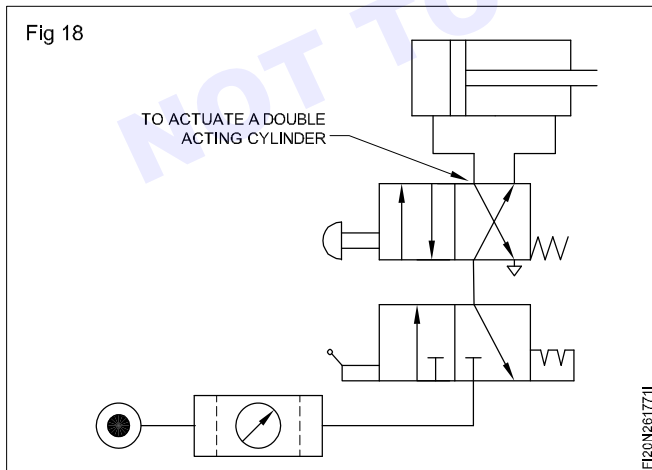 Fig 18
NOT TO
TO ACTUATE A DOUBLE
ACTING CYLINDER
FI20N261771